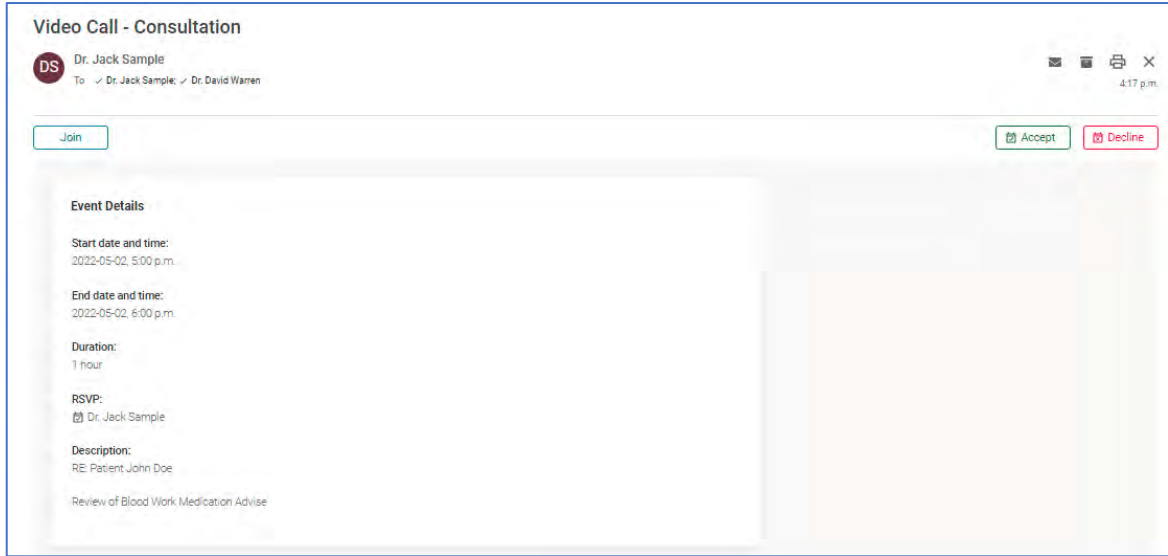 Video Call - Consultation
DS
Dr. Jack Sample
To ✓ Dr. Jack Sample; ✓ Dr. David Warren
4:17 p.m.
Join
Accept
Decline
Event Details
Start date and time:
2022-05-02, 5:00 p.m.
End date and time:
2022-05-02, 6:00 p.m.
Duration:
1 hour
RSVP:
Dr. Jack Sample
Description:
RE: Patient John Doe
Review of Blood Work Medication Advise